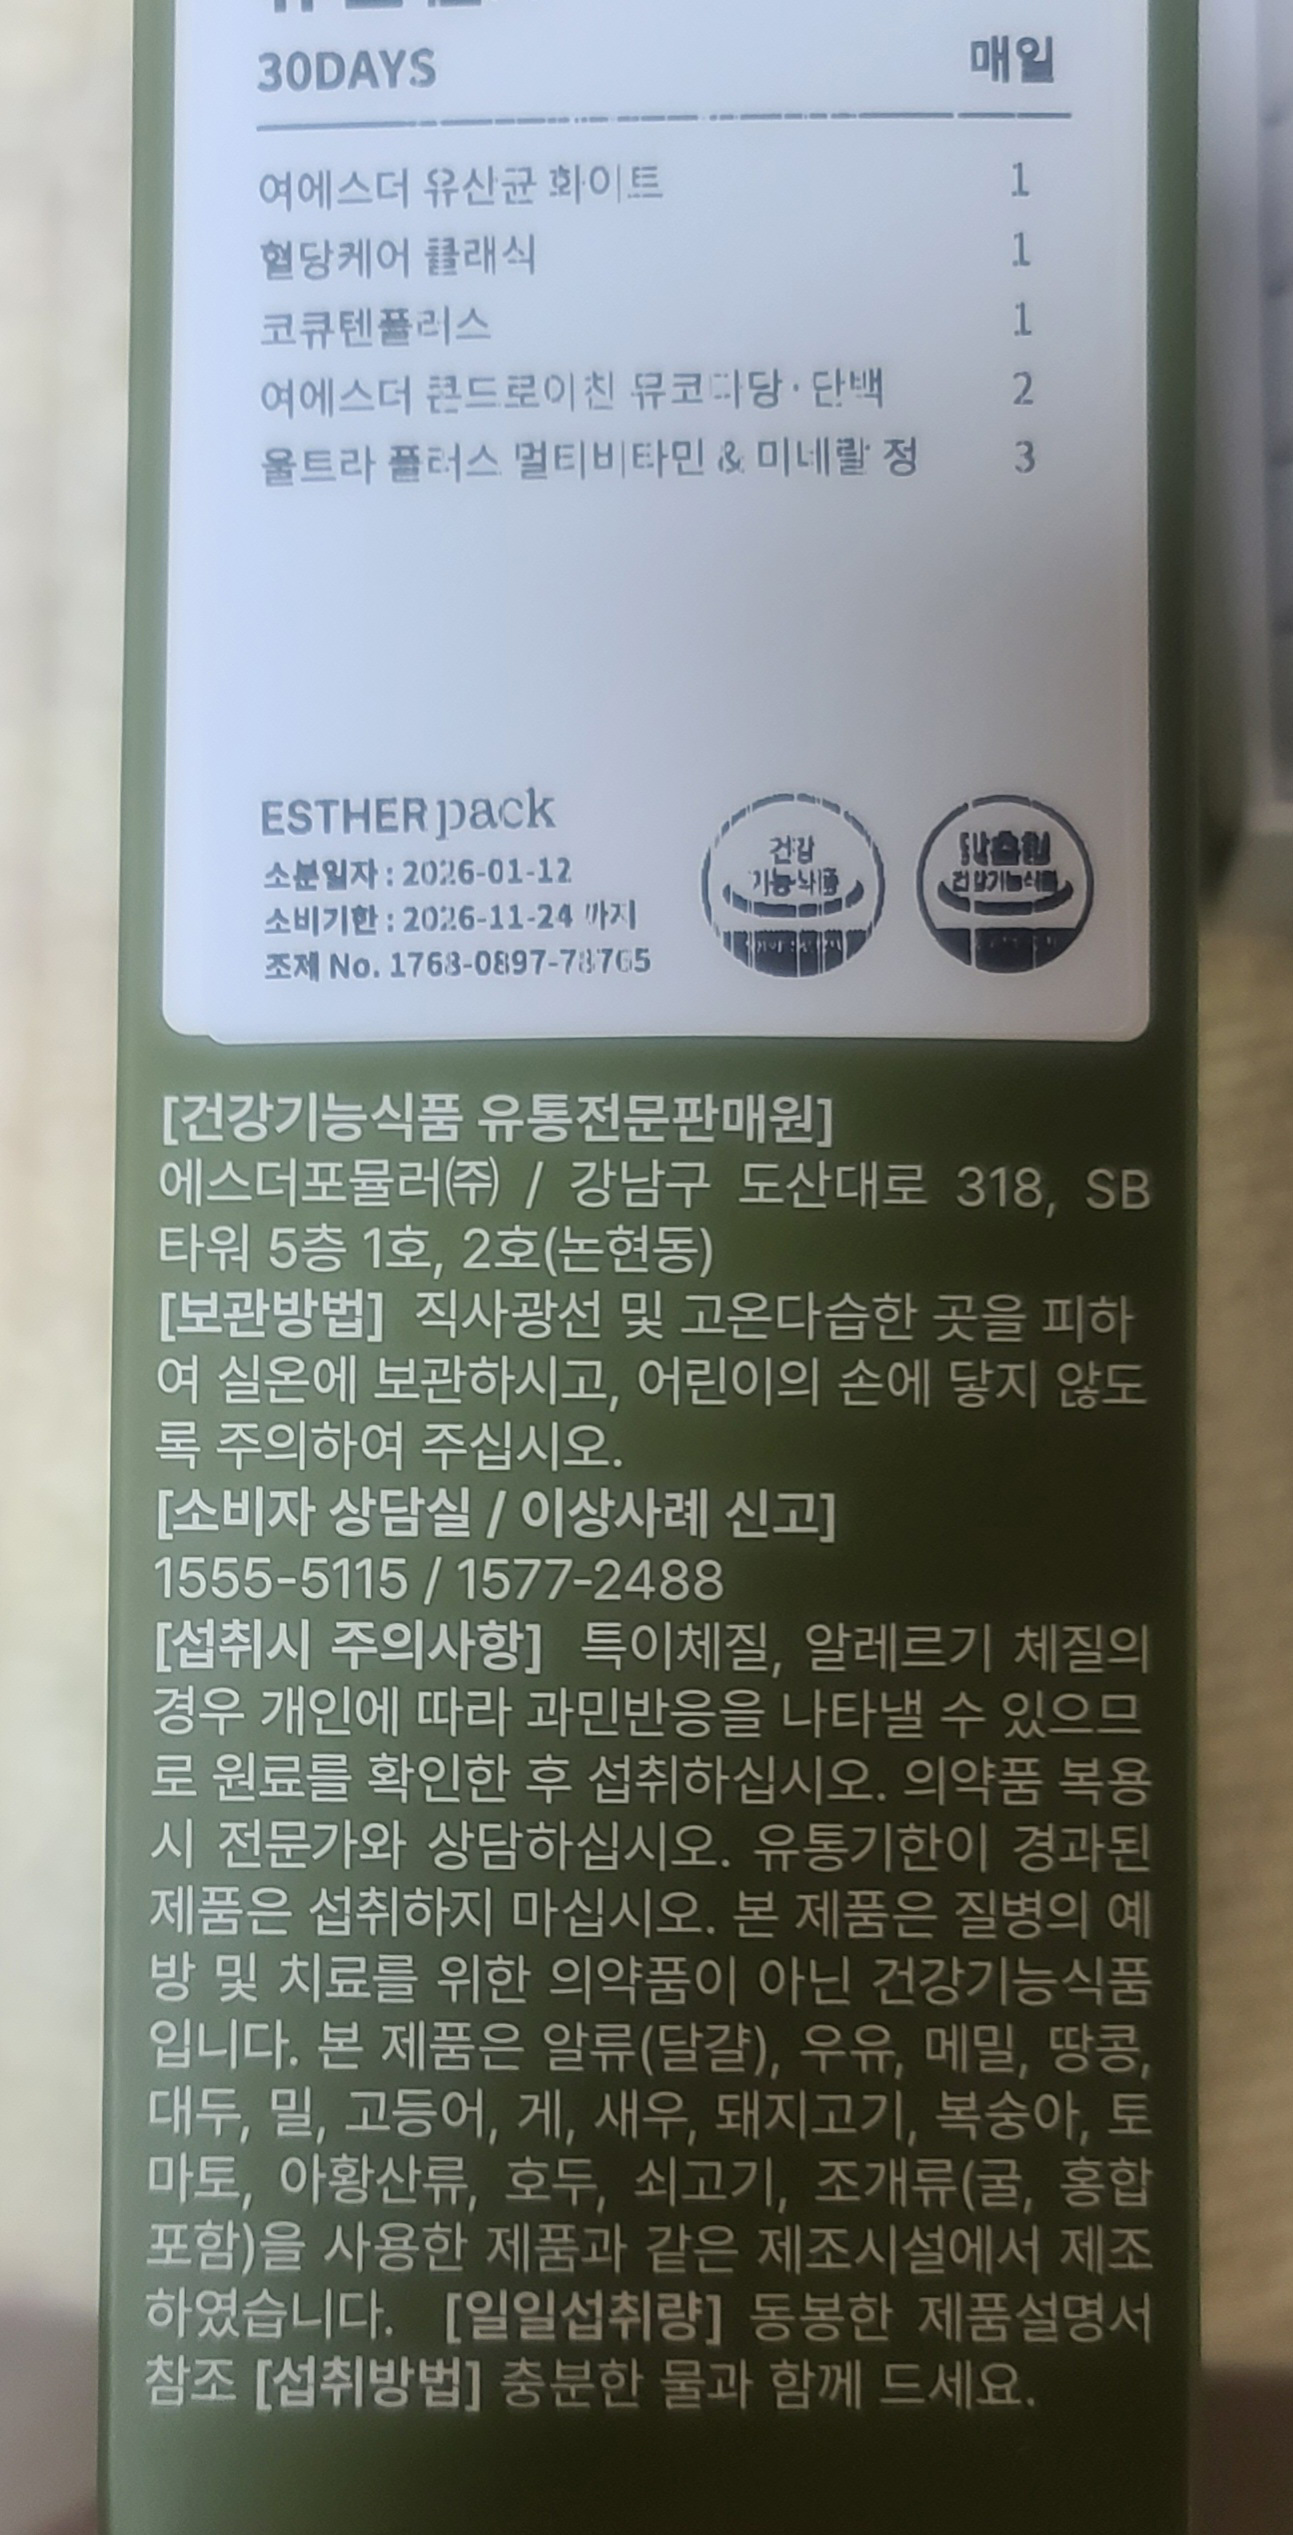 30DAYS 매일
여에스더 유산균 화이트 1
혈당케어 클래식 1
코큐텐플러스 1
여에스더 콘드로이친 뮤코다당·단백 2
울트라 플러스 멀티비타민 & 미네랄 정 3
ESTHER pack
소분일자 : 2026-01-12
소비기한 : 2026-11-24 까지
조제 No.
건강
기능식품
건강기능식품
[건강기능식품 유통전문판매원]
에스더포뮬러㈜ / 강남구 도산대로 318, SB
타워 5층 1호, 2호(논현동)
[보관방법] 직사광선 및 고온다습한 곳을 피하
여 실온에 보관하시고, 어린이의 손에 닿지 않도
록 주의하여 주십시오.
[소비자 상담실 / 이상사례 신고]
1555-5115 / 1577-2488
[섭취시 주의사항] 특이체질, 알레르기 체질의
경우 개인에 따라 과민반응을 나타낼 수 있으므
로 원료를 확인한 후 섭취하십시오. 의약품 복용
시 전문가와 상담하십시오. 유통기한이 경과된
제품은 섭취하지 마십시오. 본 제품은 질병의 예
방 및 치료를 위한 의약품이 아닌 건강기능식품
입니다. 본 제품은 알류(달걀), 우유, 메밀, 땅콩,
대두, 밀, 고등어, 게, 새우, 돼지고기, 복숭아, 토
마토, 아황산류, 호두, 쇠고기, 조개류(굴, 홍합
포함)을 사용한 제품과 같은 제조시설에서 제조
하였습니다. [일일섭취량] 동봉한 제품설명서
참조 [섭취방법] 충분한 물과 함께 드세요.